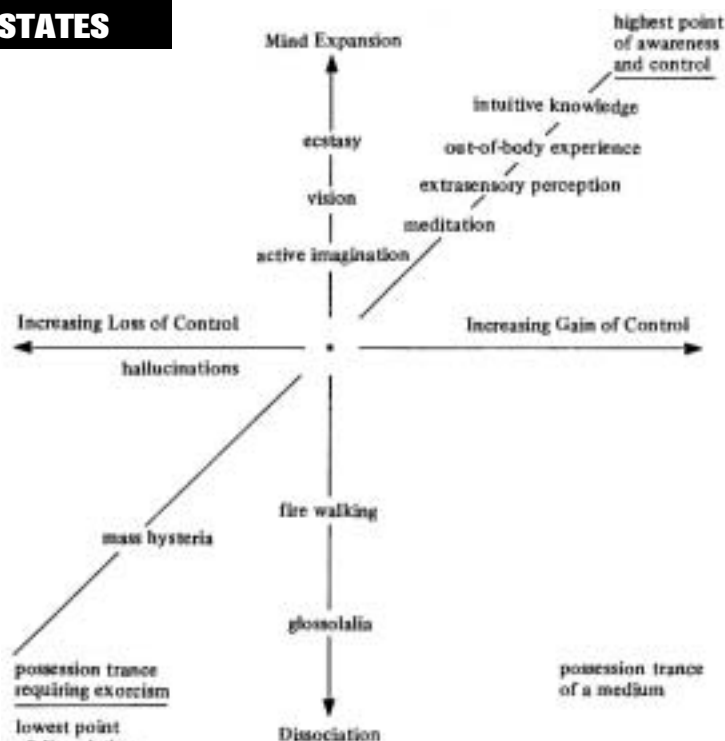 STATES
Mind Expansion
highest point
of awareness
and control
intuitive knowledge
ecstasy
out-of-body experience
extrasensory perception
vision
meditation
active imagination
Increasing Loss of Control
Increasing Gain of Control
hallucinations
fire walking
mass hysteria
glossolalia
possession trance
requiring exorcism
possession trance
of a medium
lowest point
Dissociation